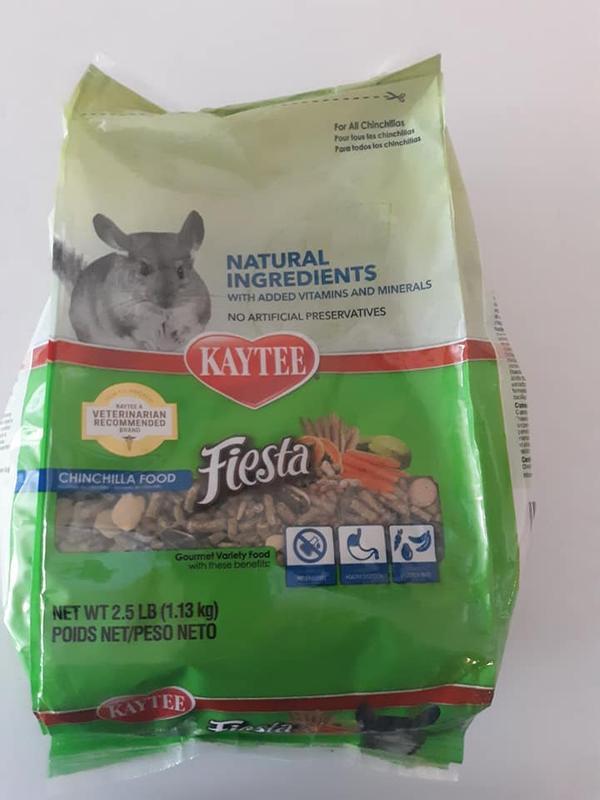 For All Chinchillas
Pour tous les chinchillas
Para todos los chinchillas
NATURAL
INGREDIENTS
WITH ADDED VITAMINS AND MINERALS
NO ARTIFICIAL PRESERVATIVES
KAYTEE
KAYTEE A
VETERINARIAN
RECOMMENDED
BRAND
Fiesta
CHINCHILLA FOOD
Gourmet Variety Food
with these benefits:
NET WT 2.5 LB (1.13 kg)
POIDS NET/PESO NETO
KAYTEE
Fiesta